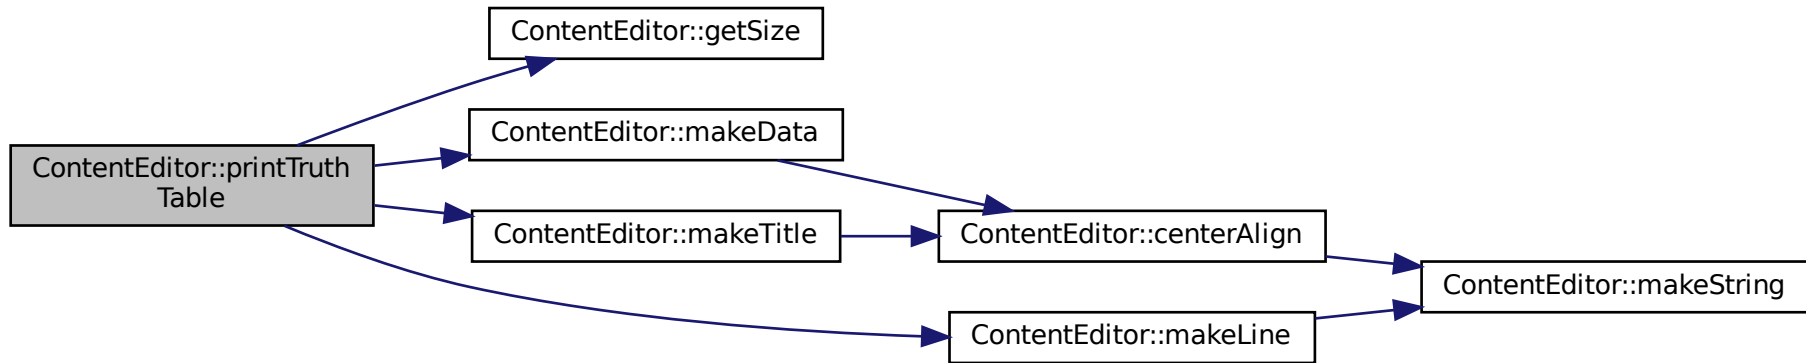 ContentEditor::getSize
ContentEditor::makeData
ContentEditor::printTruth
Table
ContentEditor::makeTitle
ContentEditor::centerAlign
ContentEditor::makeString
ContentEditor::makeLine